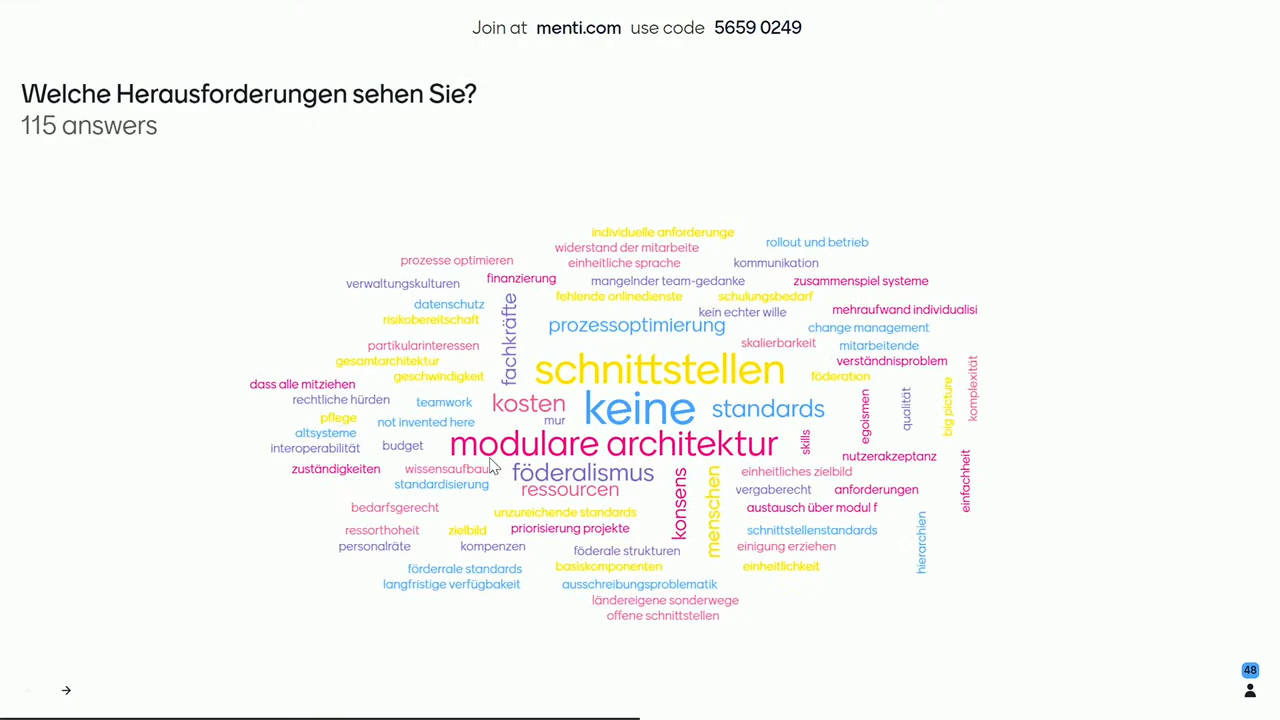 Join at menti.com use code 5659 0249
Welche Herausforderungen sehen Sie?
115 answers
individuelle anforderunge
widerstand der mitarbeite
rollout und betrieb
prozesse optimieren
einheitliche sprache
kommunikation
verwaltungskulturen
finanzierung
mangelnder team-gedanke
zusammenspiel systeme
datenschutz
fachkräfte
fehlende onlinedienste
schulungsbedarf
risikobereitschaft
kein echter wille
mehraufwand individualisi
prozessoptimierung
change management
partikularinteressen
skalierbarkeit
mitarbeitende
gesamtarchitektur
verständnisproblem
geschwindigkeit
schnittstellen
föderation
komplexität
dass alle mitziehen
rechtliche hürden
teamwork
kosten
keine
standards
egoismen
qualität
big picture
pflege
not invented here
mur
altsysteme
interoperabilität
budget
modulare architektur
skills
nutzerakzeptanz
zuständigkeiten
wissensaufbau
föderalismus
einheitliches zielbild
einfachheit
standardisierung
ressourcen
konsens
menschen
vergaberecht
anforderungen
bedarfsgerecht
unzureichende standards
austausch über modul f
ressorthoheit
zielbild
priorisierung projekte
schnittstellenstandards
hierarchien
personalräte
kompenzen
föderale strukturen
einigung erziehen
förderrale standards
basiskomponenten
einheitlichkeit
langfristige verfügbakeit
ausschreibungsproblematik
ländereigene sonderwege
offene schnittstellen
48